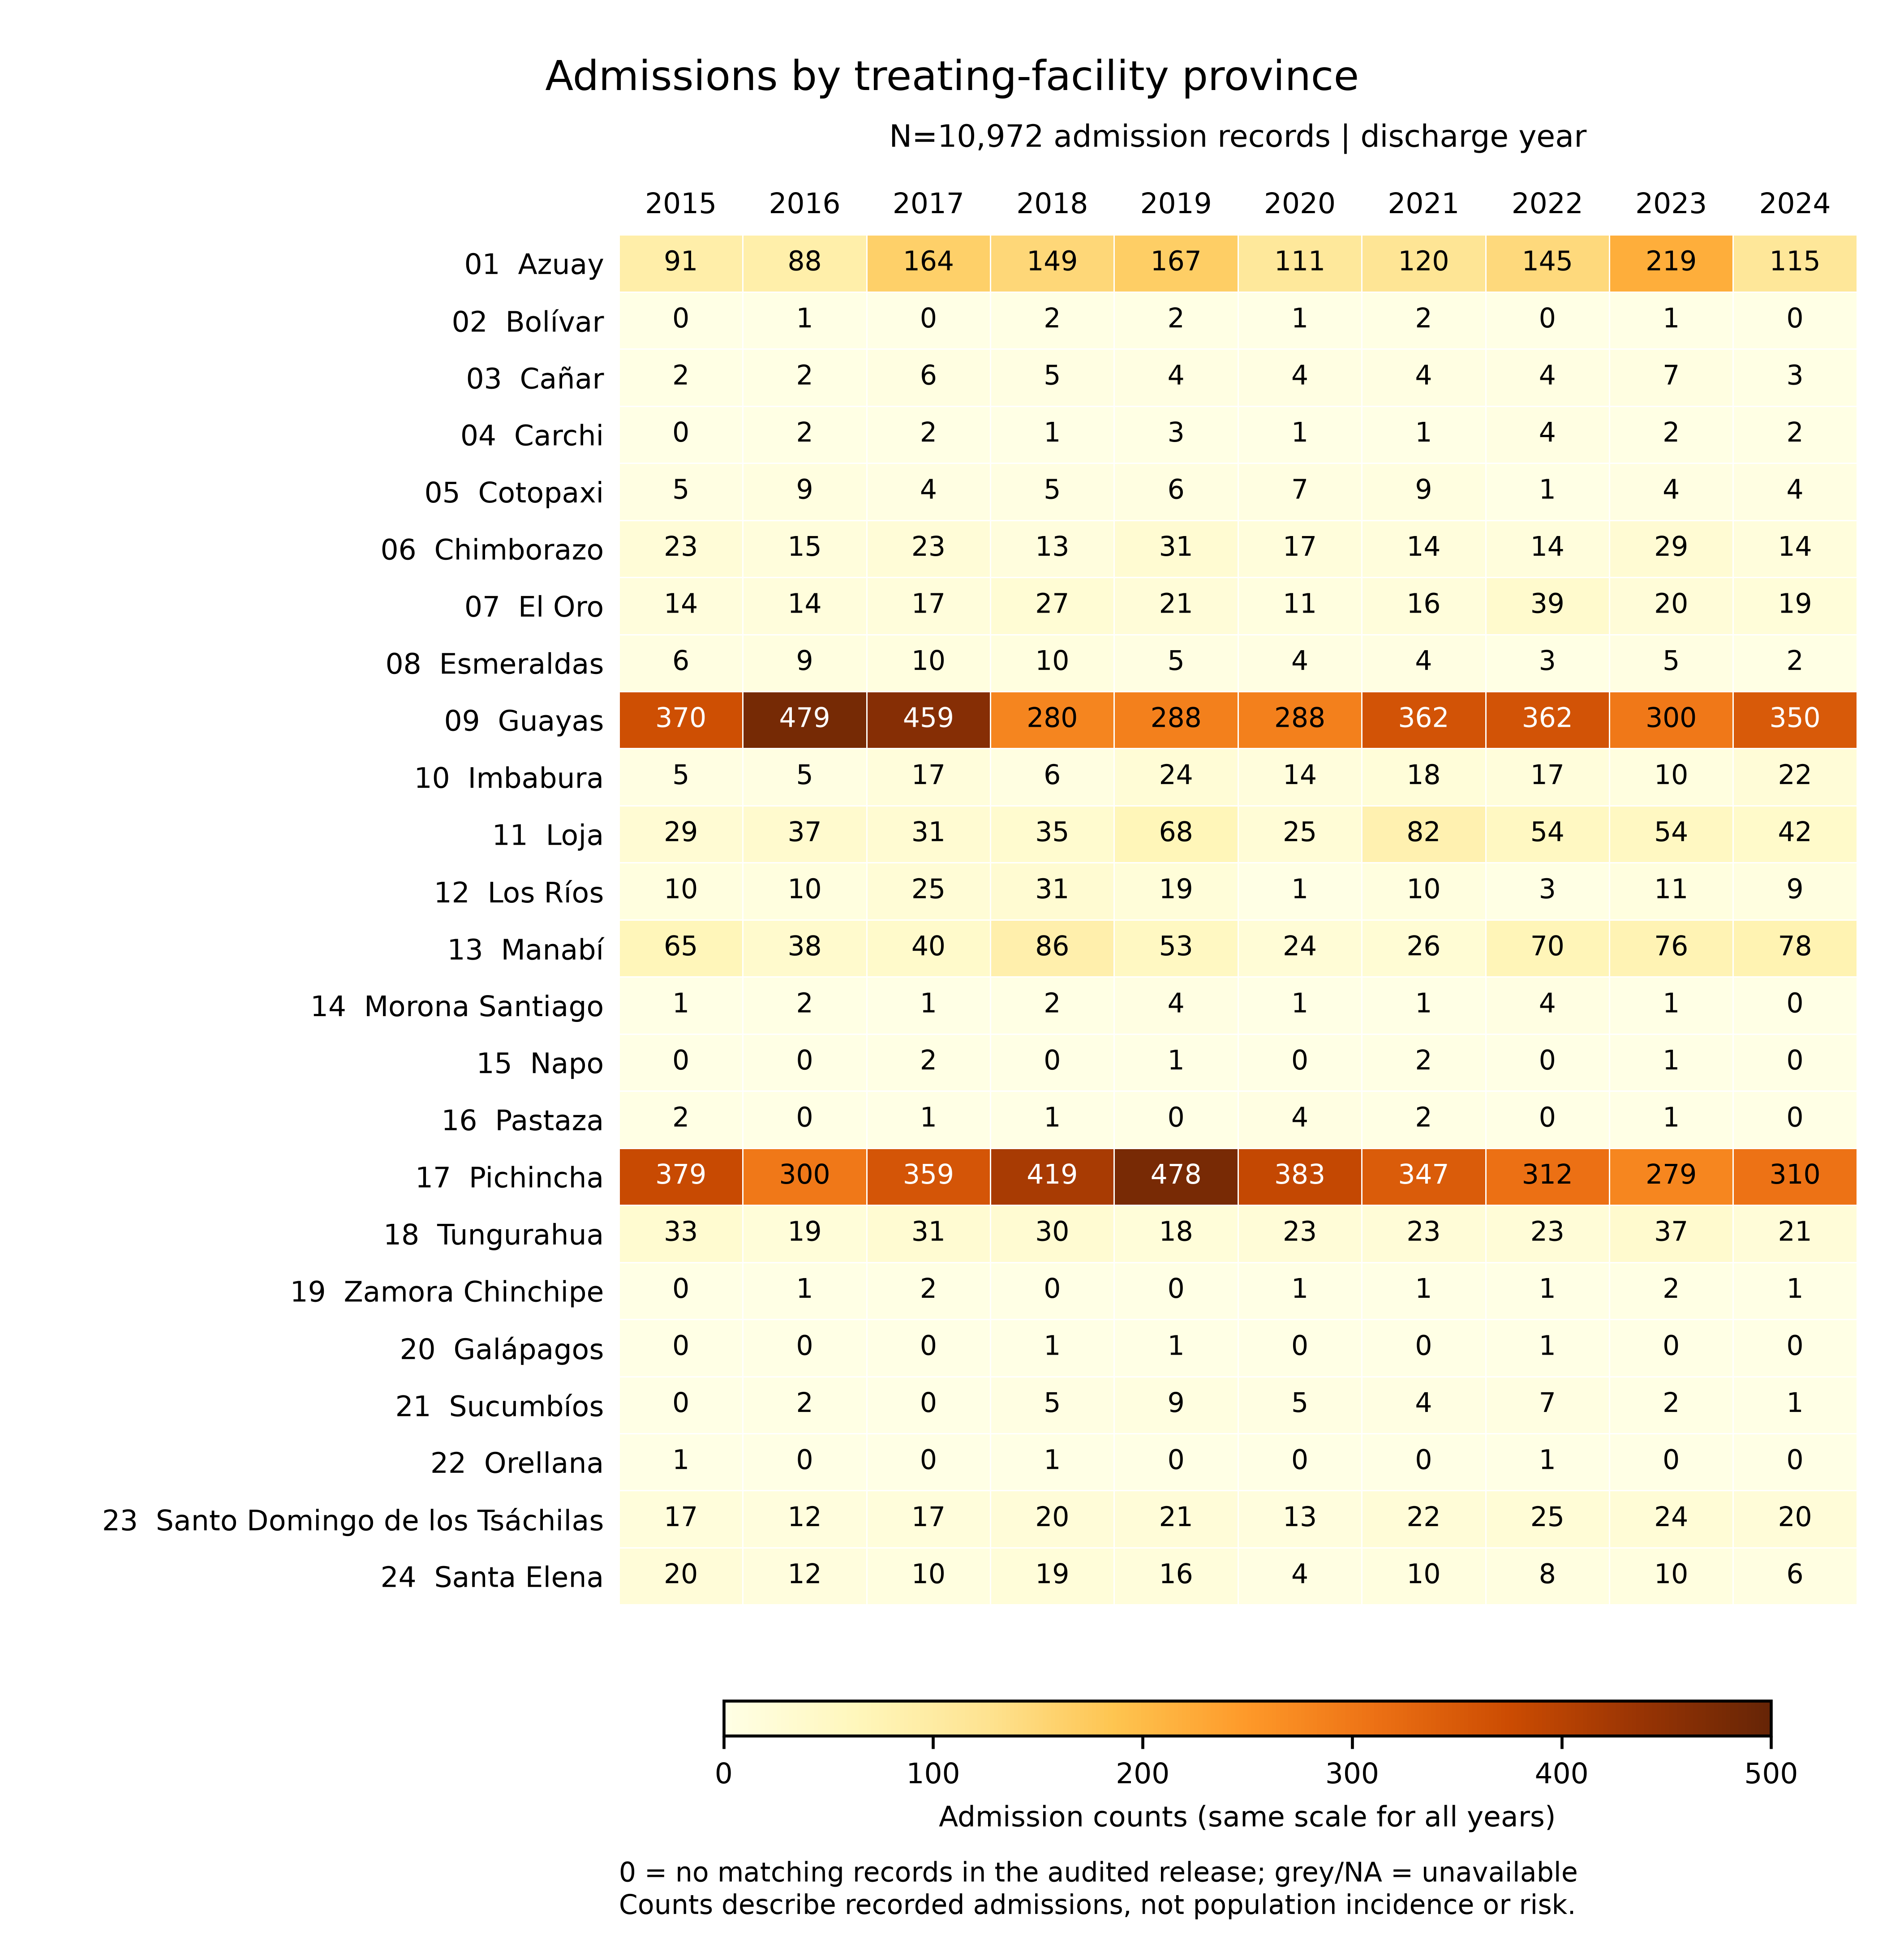 Admissions by treating-facility province
N=10,972 admission records | discharge year
2015 2016 2017 2018 2019 2020 2021 2022 2023 2024
01 Azuay 91 88 164 149 167 111 120 145 219 115
02 Bolívar 0 1 0 2 2 1 2 0 1 0
03 Cañar 2 2 6 5 4 4 4 4 7 3
04 Carchi 0 2 2 1 3 1 1 4 2 2
05 Cotopaxi 5 9 4 5 6 7 9 1 4 4
06 Chimborazo 23 15 23 13 31 17 14 14 29 14
07 El Oro 14 14 17 27 21 11 16 39 20 19
08 Esmeraldas 6 9 10 10 5 4 4 3 5 2
09 Guayas 370 479 459 280 288 288 362 362 300 350
10 Imbabura 5 5 17 6 24 14 18 17 10 22
11 Loja 29 37 31 35 68 25 82 54 54 42
12 Los Ríos 10 10 25 31 19 1 10 3 11 9
13 Manabí 65 38 40 86 53 24 26 70 76 78
14 Morona Santiago 1 2 1 2 4 1 1 4 1 0
15 Napo 0 0 2 0 1 0 2 0 1 0
16 Pastaza 2 0 1 1 0 4 2 0 1 0
17 Pichincha 379 300 359 419 478 383 347 312 279 310
18 Tungurahua 33 19 31 30 18 23 23 23 37 21
19 Zamora Chinchipe 0 1 2 0 0 1 1 1 2 1
20 Galápagos 0 0 0 1 1 0 0 1 0 0
21 Sucumbíos 0 2 0 5 9 5 4 7 2 1
22 Orellana 1 0 0 1 0 0 0 1 0 0
23 Santo Domingo de los Tsáchilas 17 12 17 20 21 13 22 25 24 20
24 Santa Elena 20 12 10 19 16 4 10 8 10 6
0 100 200 300 400 500
Admission counts (same scale for all years)
0 = no matching records in the audited release; grey/NA = unavailable
Counts describe recorded admissions, not population incidence or risk.